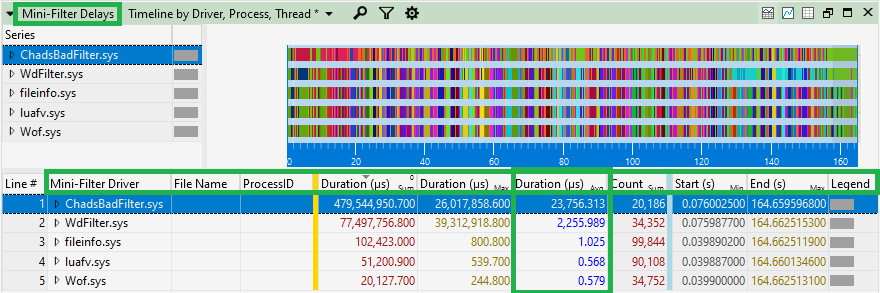 Mini-Filter Delays Timeline by Driver, Process, Thread *
Series
ChadsBadFilter.sys
WdFilter.sys
fileinfo.sys
luafv.sys
Wof.sys
0 20 40 60 80 100 120 140 160
Line # Mini-Filter Driver File Name ProcessID Duration (µs) 0 Sum Duration (µs) Max Duration (µs) Avg Count Sum Start (s) Min End (s) Max Legend
1 ChadsBadFilter.sys 479,544,950.700 26,017,858.600 23,756.313 20,186 0.076002500 164.659596800
2 WdFilter.sys 77,497,756.800 39,312,918.800 2,255.989 34,352 0.075987700 164.662515300
3 fileinfo.sys 102,423.000 800.800 1.025 99,844 0.039890200 164.662511900
4 luafv.sys 51,200.900 539.700 0.568 90,108 0.039887800 164.660134600
5 Wof.sys 20,127.700 244.800 0.579 34,752 0.039900000 164.662513100